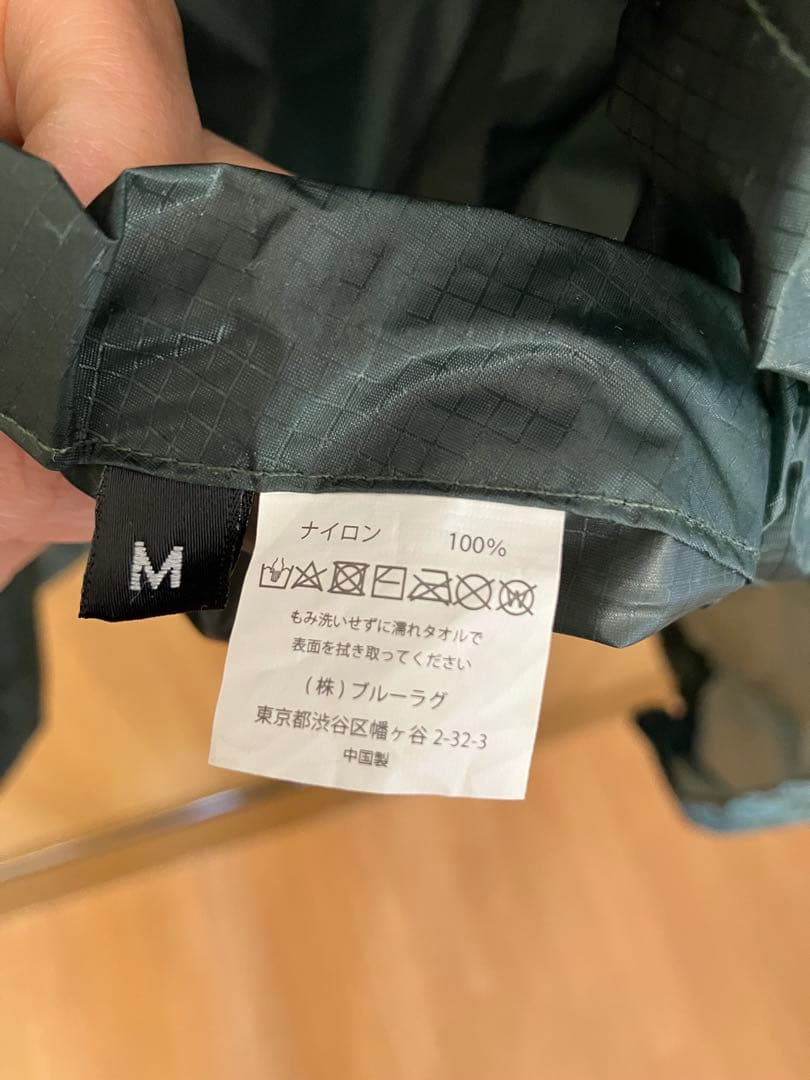 M
ナイロン 100%
もみ洗いせずに濡れタオルで
表面を拭き取ってください
(株)ブルーラグ
東京都渋谷区幡ヶ谷 2-32-3
中国製